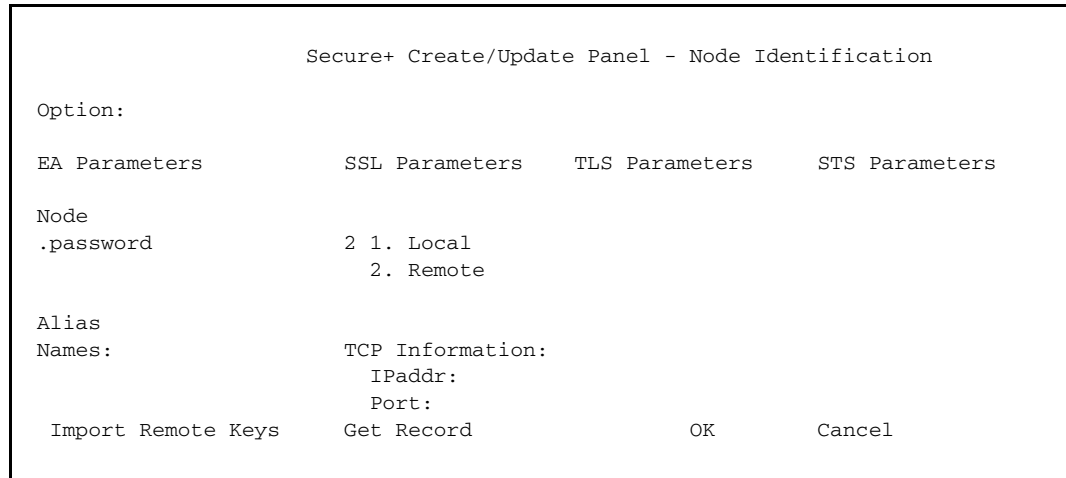 Secure+ Create/Update Panel - Node Identification
Option:
EA Parameters SSL Parameters TLS Parameters STS Parameters
Node
.password 2 1. Local
2. Remote
Alias
Names: TCP Information:
IPaddr:
Port:
Import Remote Keys Get Record OK Cancel